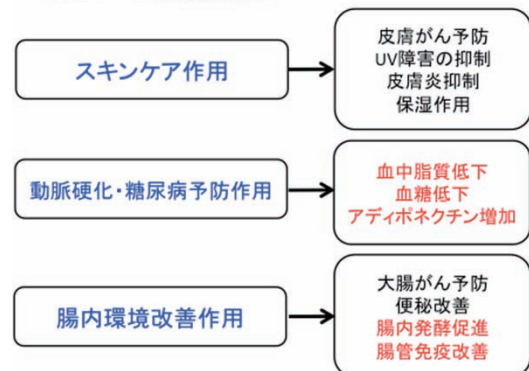 スキンケア作用
皮膚がん予防
UV障害の抑制
皮膚炎抑制
保湿作用
動脈硬化・糖尿病予防作用
血中脂質低下
血糖低下
アディポネクチン増加
腸内環境改善作用
大腸がん予防
便秘改善
腸内発酵促進
腸管免疫改善